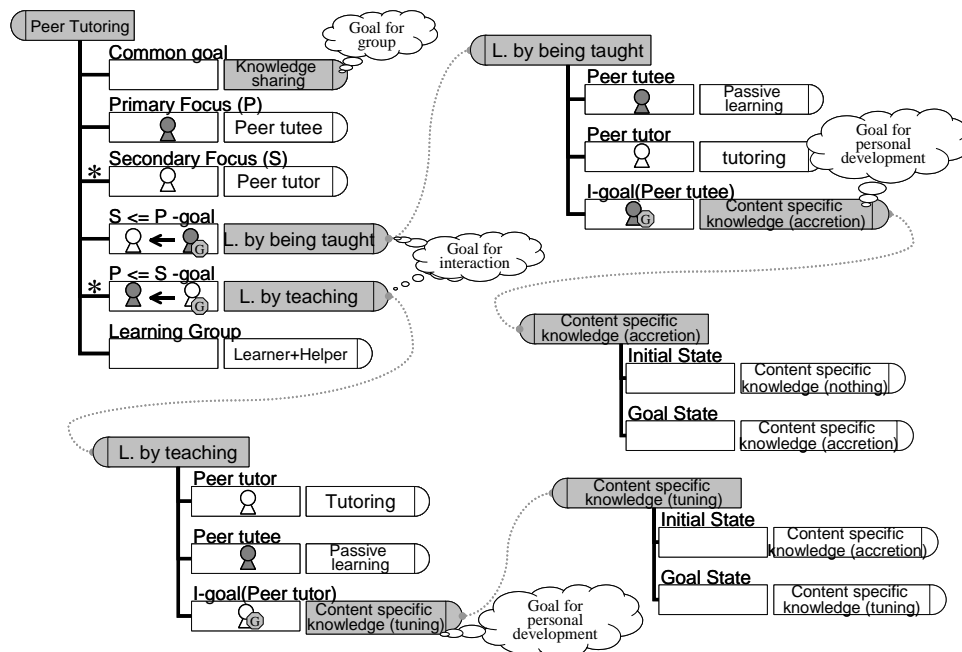 Peer Tutoring
Goal for
group
Common goal
Knowledge
sharing
Primary Focus (P)
Peer tutee
*
Secondary Focus (S)
Peer tutor
S <= P -goal
G
L. by being taught
Goal for
interaction
*
P <= S -goal
G
L. by teaching
Learning Group
Learner+Helper
L. by being taught
Peer tutee
Passive
learning
Peer tutor
tutoring
Goal for
personal
development
I-goal(Peer tutee)
G
Content specific
knowledge (accretion)
Content specific
knowledge (accretion)
Initial State
Content specific
knowledge (nothing)
Goal State
Content specific
knowledge (accretion)
L. by teaching
Peer tutor
Tutoring
Peer tutee
Passive
learning
I-goal(Peer tutor)
G
Content specific
knowledge (tuning)
Goal for
personal
development
Content specific
knowledge (tuning)
Initial State
Content specific
knowledge (accretion)
Goal State
Content specific
knowledge (tuning)